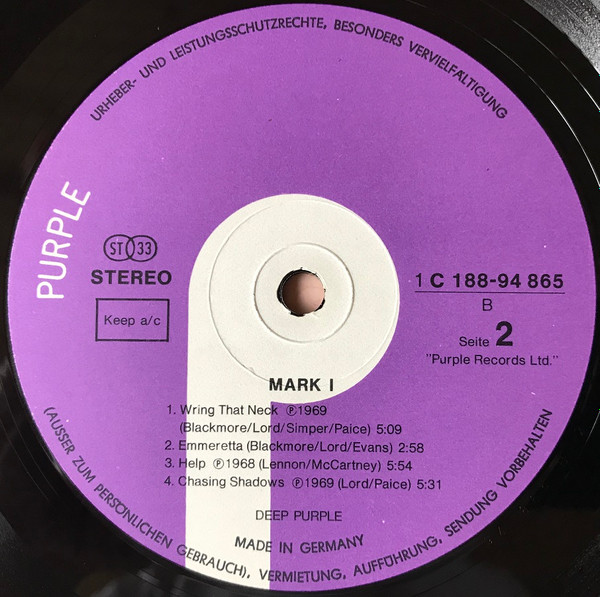 URHEBER- UND LEISTUNGSSCHUTZRECHTE, BESONDERS VERVIELFÄLTIGUNG
PURPLE
ST 33
STEREO
Keep a/c
1 C 188-94 865
B
Seite 2
"Purple Records Ltd."
MARK I
1. Wring That Neck ℗1969
(Blackmore/Lord/Simper/Paice) 5:09
2. Emmeretta (Blackmore/Lord/Evans) 2:58
3. Help ℗1968 (Lennon/McCartney) 5:54
4. Chasing Shadows ℗1969 (Lord/Paice) 5:31
DEEP PURPLE
MADE IN GERMANY
(AUSSER ZUM PERSÖNLICHEN GEBRAUCH), VERMIETUNG, AUFFÜHRUNG, SENDUNG VORBEHALTEN